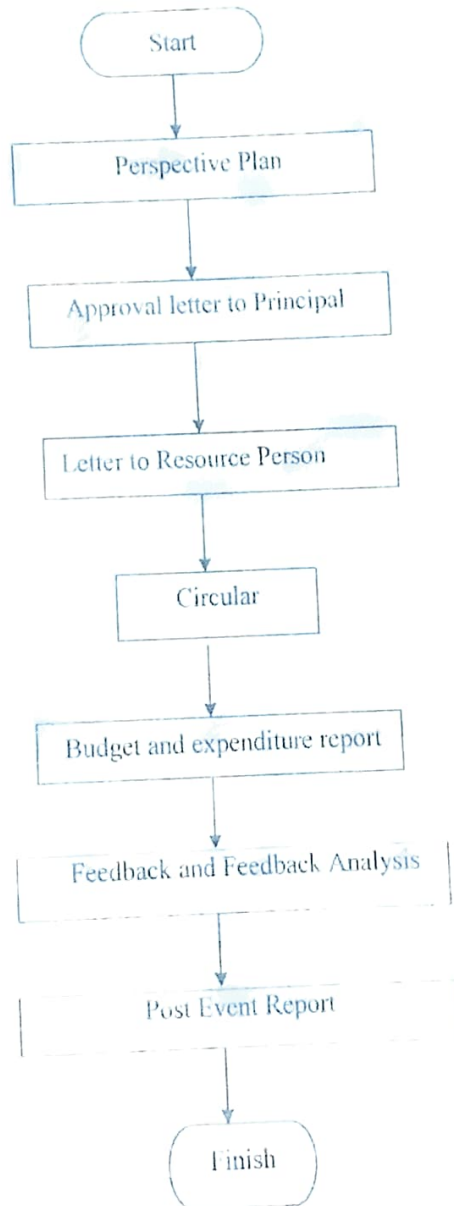 Start
Perspective Plan
Approval letter to Principal
Letter to Resource Person
Circular
Budget and expenditure report
Feedback and Feedback Analysis
Post Event Report
Finish